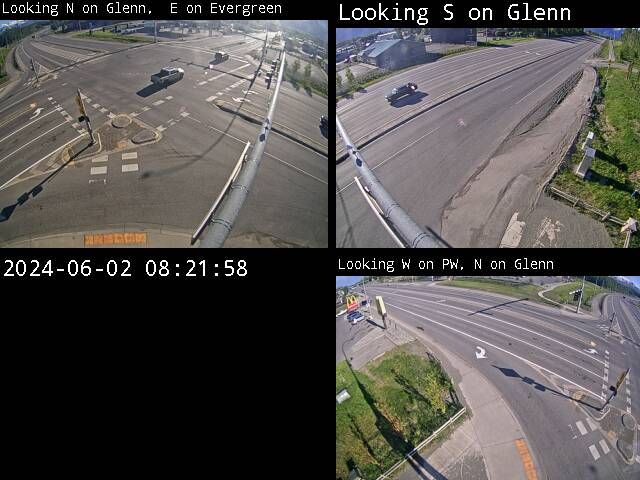 Looking N on Glenn,  E on Evergreen
Looking S on Glenn
2024-06-02 08:21:58
Looking W on PW, N on Glenn